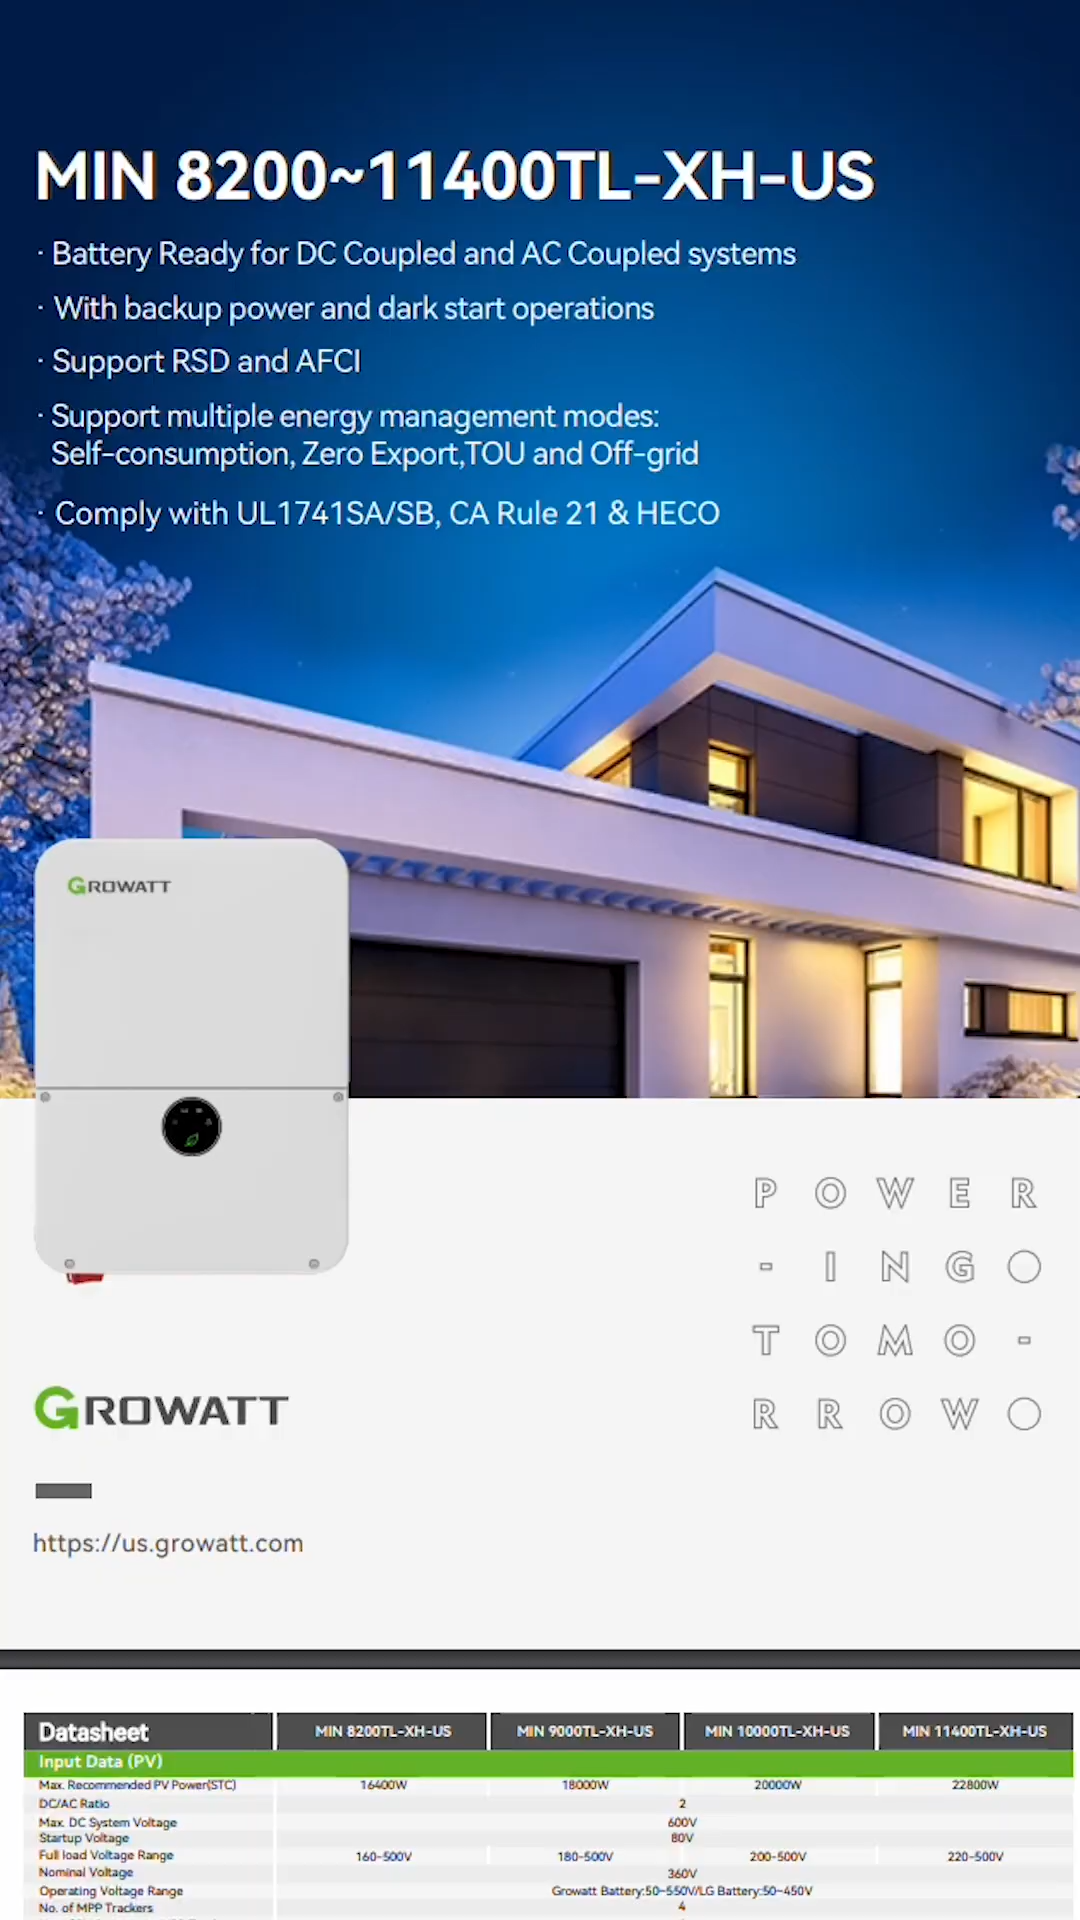 MIN 8200~11400TL-XH-US
· Battery Ready for DC Coupled and AC Coupled systems
· With backup power and dark start operations
· Support RSD and AFCI
· Support multiple energy management modes:
Self-consumption, Zero Export,TOU and Off-grid
· Comply with UL1741SA/SB, CA Rule 21 & HECO
GROWATT
P O W E R
- I N G
T O M O -
R R O W
GROWATT
https://us.growatt.com
Datasheet MIN 8200TL-XH-US MIN 9000TL-XH-US MIN 10000TL-XH-US MIN 11400TL-XH-US
Input Data (PV)
Max. Recommended PV Power(STC) 16400W 18000W 20000W 22800W
DC/AC Ratio 2
Max. DC System Voltage 600V
Startup Voltage 80V
Full load Voltage Range 160-500V 180-500V 200-500V 220-500V
Nominal Voltage 360V
Operating Voltage Range Growatt Battery:50~550V/LG Battery:50~450V
No. of MPP Trackers 4